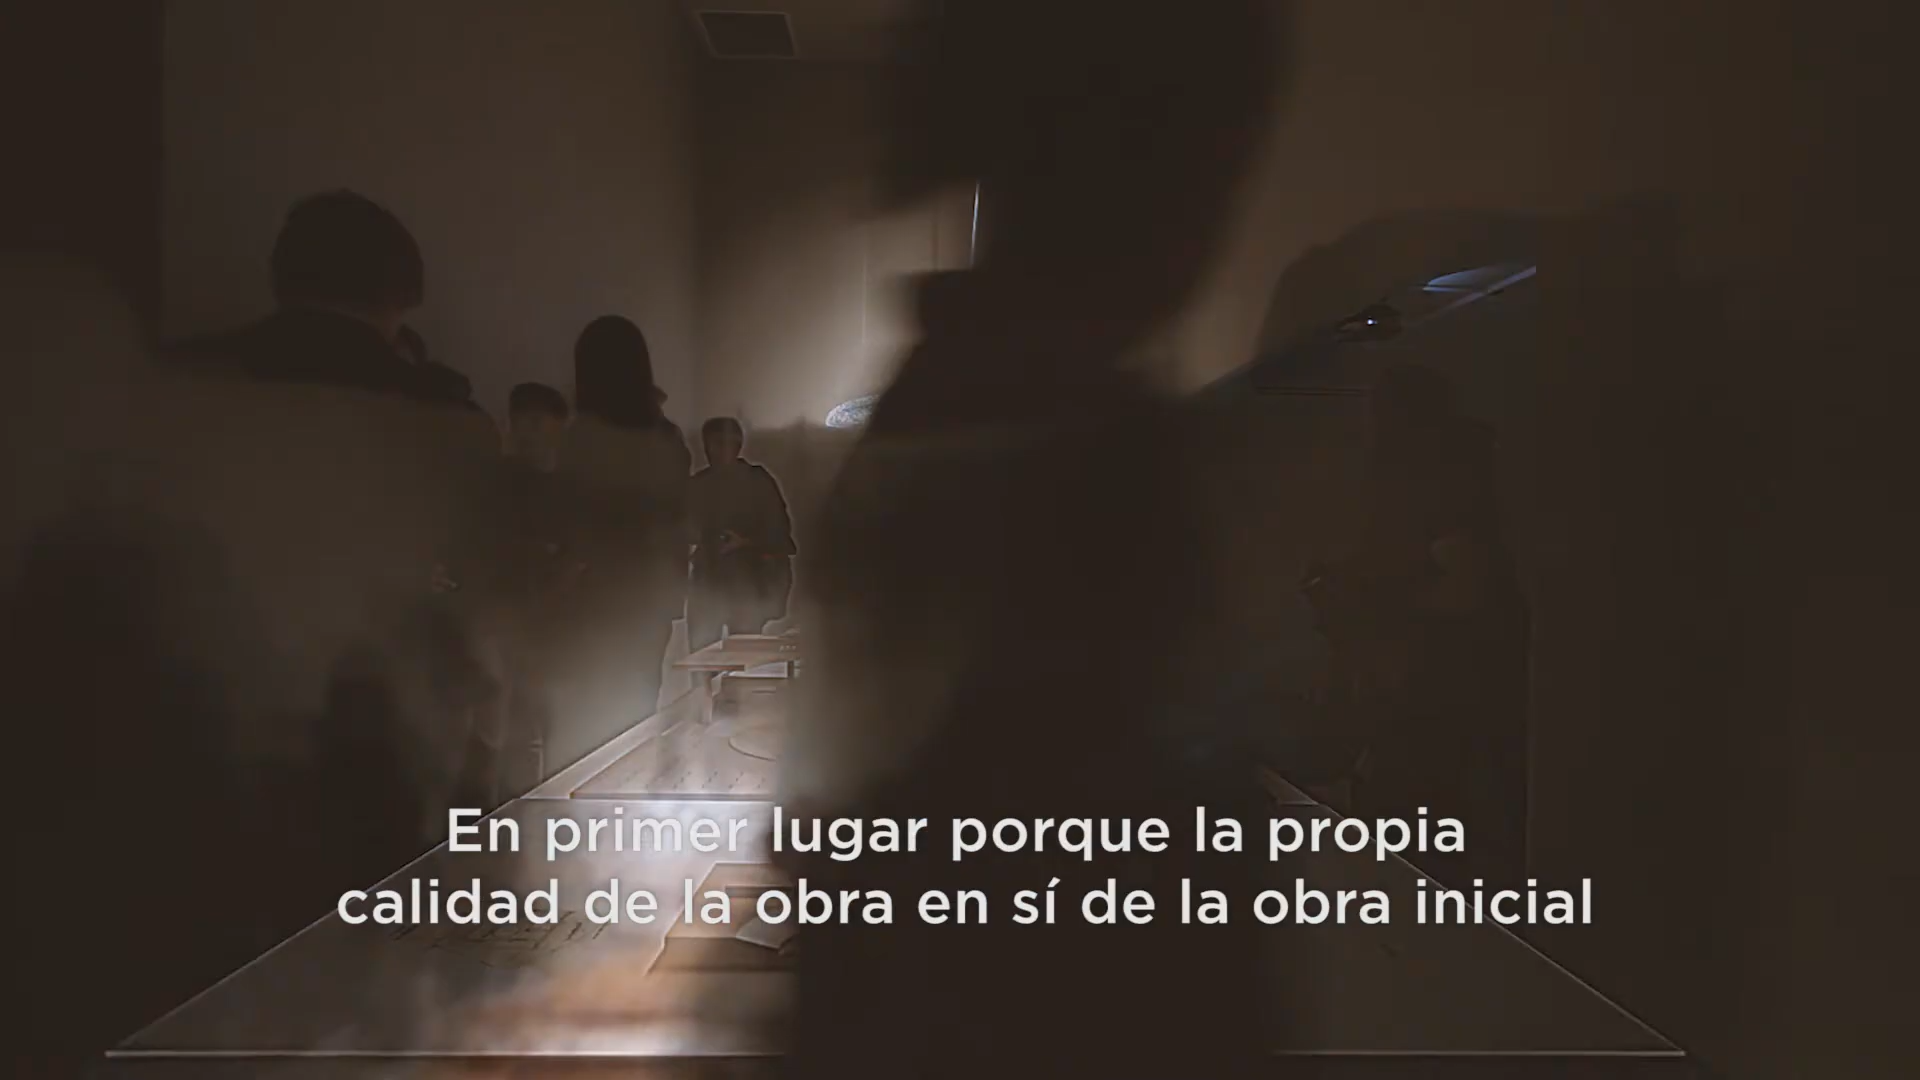 En primer lugar porque la propia
calidad de la obra en sí de la obra inicial